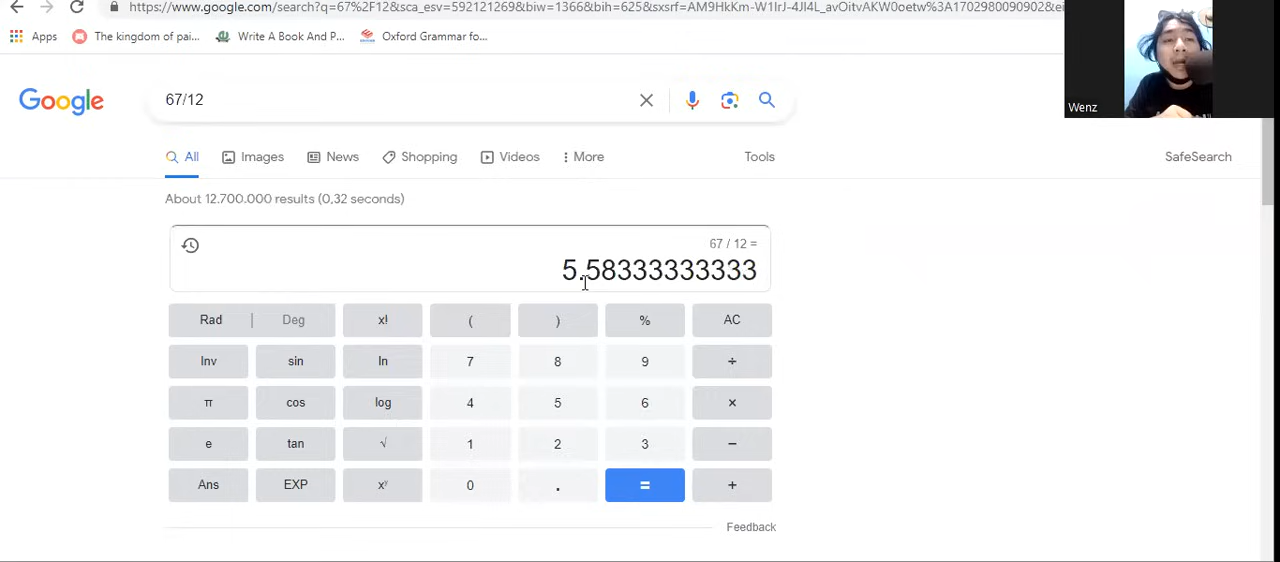 https://www.google.com/search?q=67%2F12&sca_esv=592121269&biw=1366&bih=625&sxsrf=AM9HkKm-W1IrJ-4JI4L_avOitvAKW0oetw%3A1702980090902&ei
Apps The kingdom of pai... Write A Book And P... Oxford Grammar fo...
Wenz
Google 67/12
All Images News Shopping Videos More Tools SafeSearch
About 12.700.000 results (0,32 seconds)
67 / 12 =
5.58333333333
Rad | Deg x! ( ) % AC
Inv sin ln 7 8 9 ÷
π cos log 4 5 6 ×
e tan √ 1 2 3 −
Ans EXP xʸ 0 . = +
Feedback